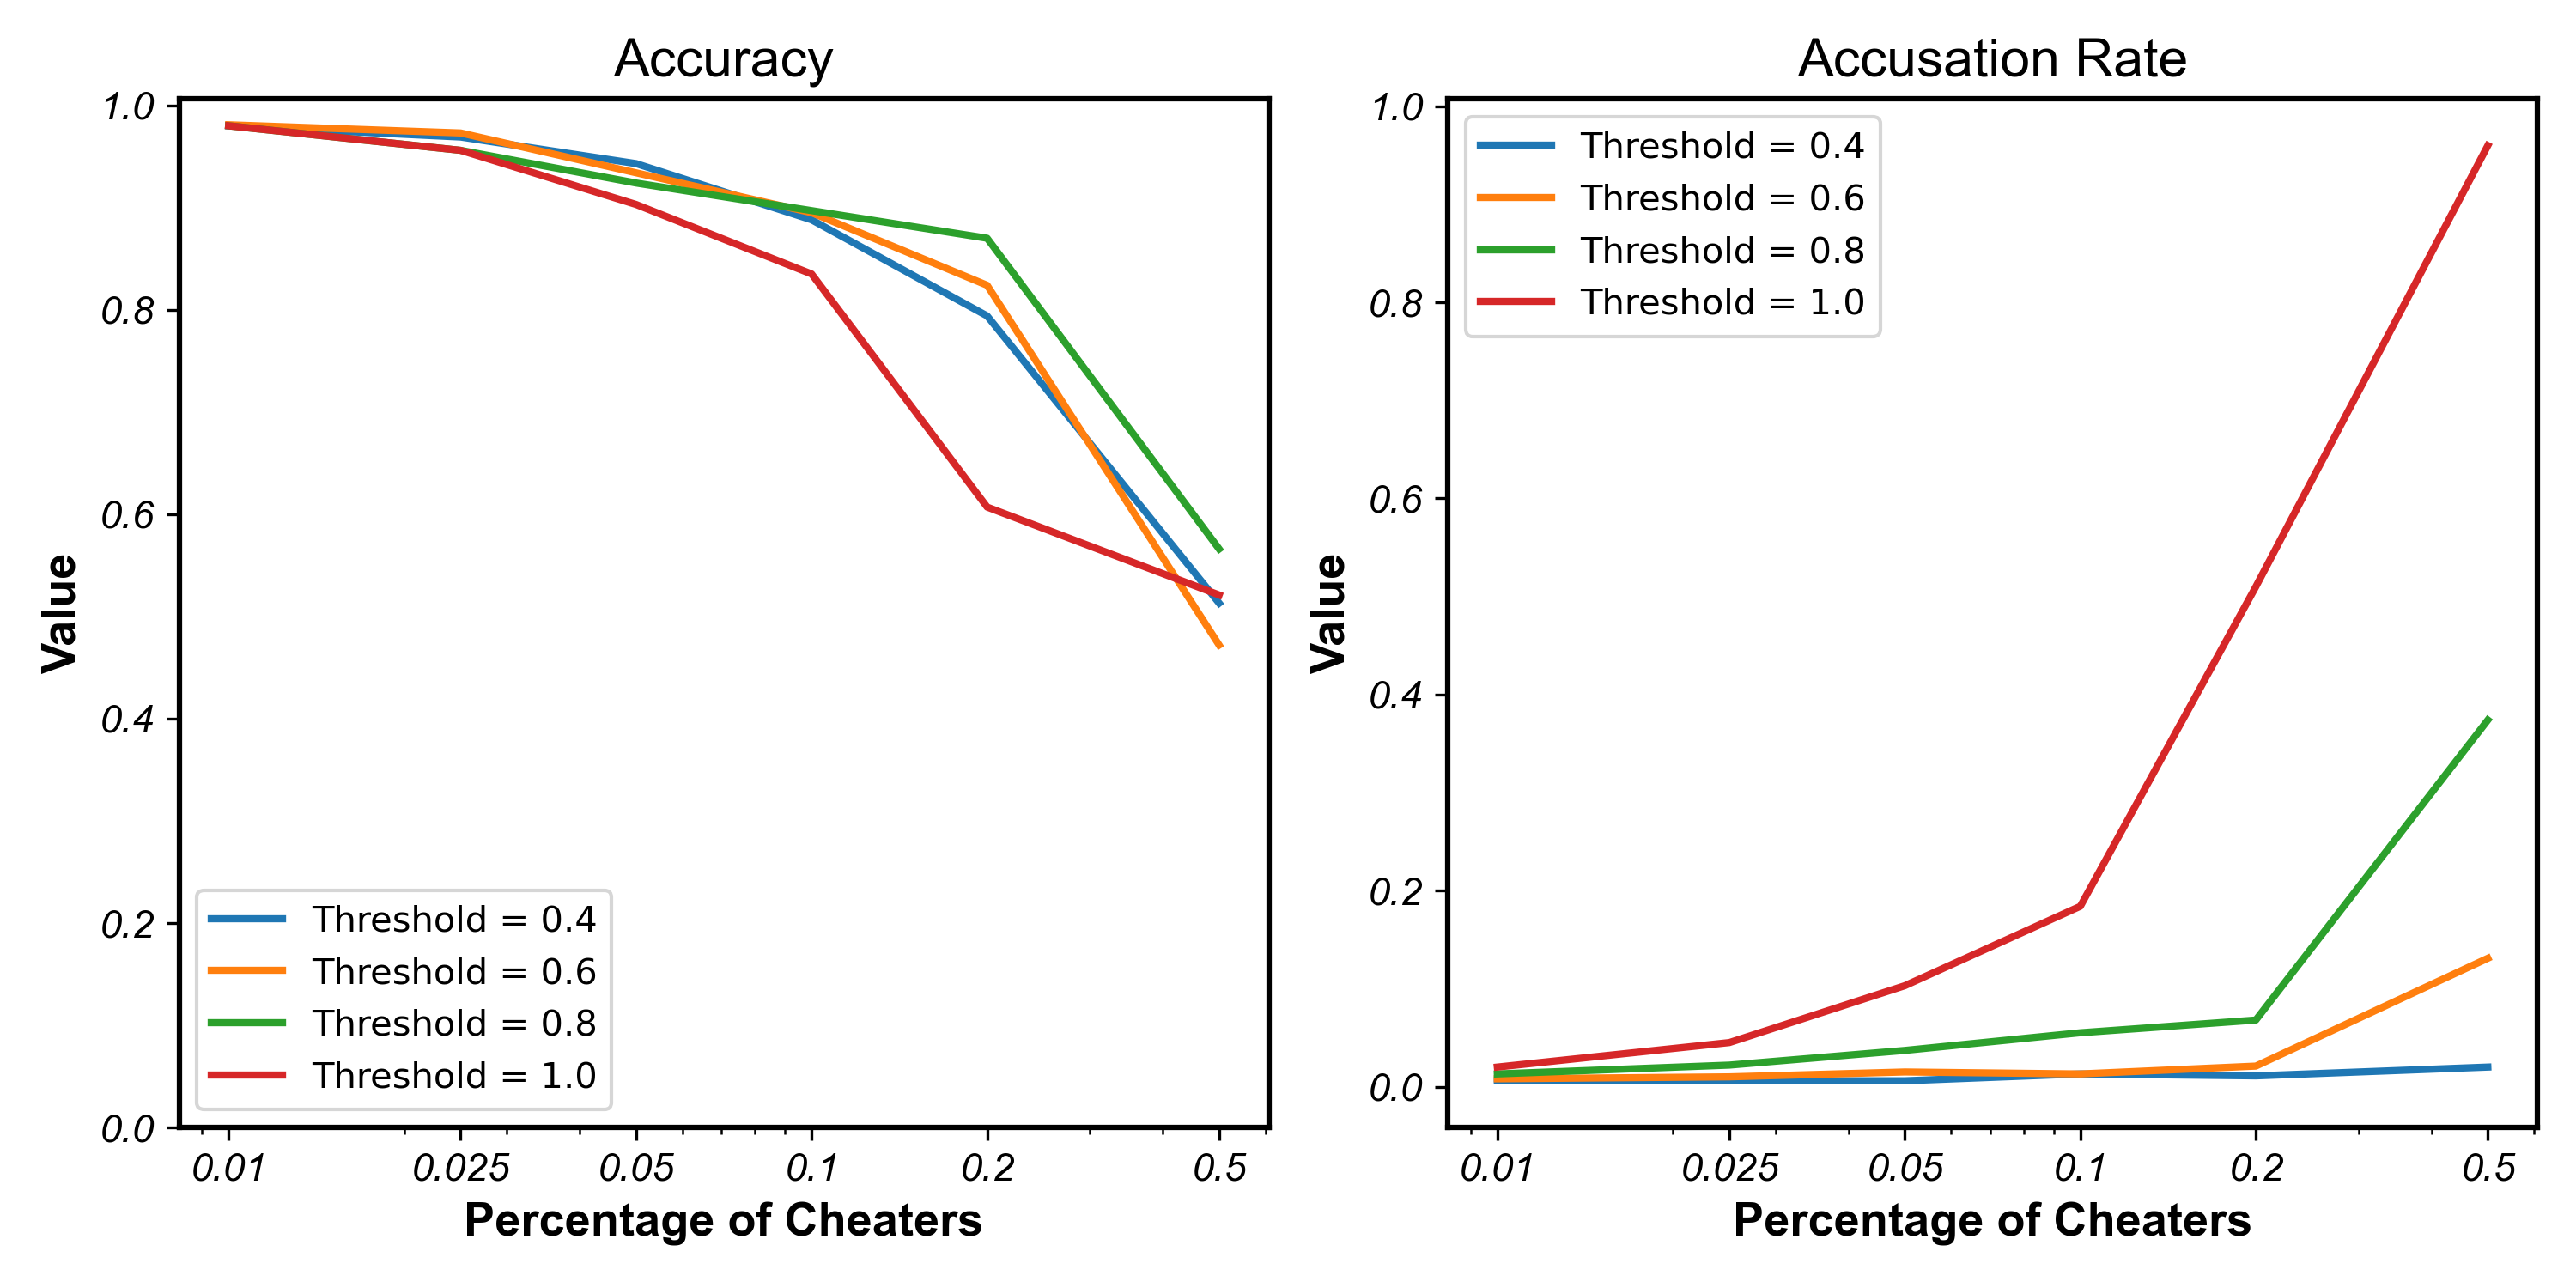 Accuracy
1.0
0.8
0.6
0.4
0.2
0.0
Value
Threshold = 0.4
Threshold = 0.6
Threshold = 0.8
Threshold = 1.0
0.01 0.025 0.05 0.1 0.2 0.5
Percentage of Cheaters
Accusation Rate
1.0
0.8
0.6
0.4
0.2
0.0
Value
Threshold = 0.4
Threshold = 0.6
Threshold = 0.8
Threshold = 1.0
0.01 0.025 0.05 0.1 0.2 0.5
Percentage of Cheaters